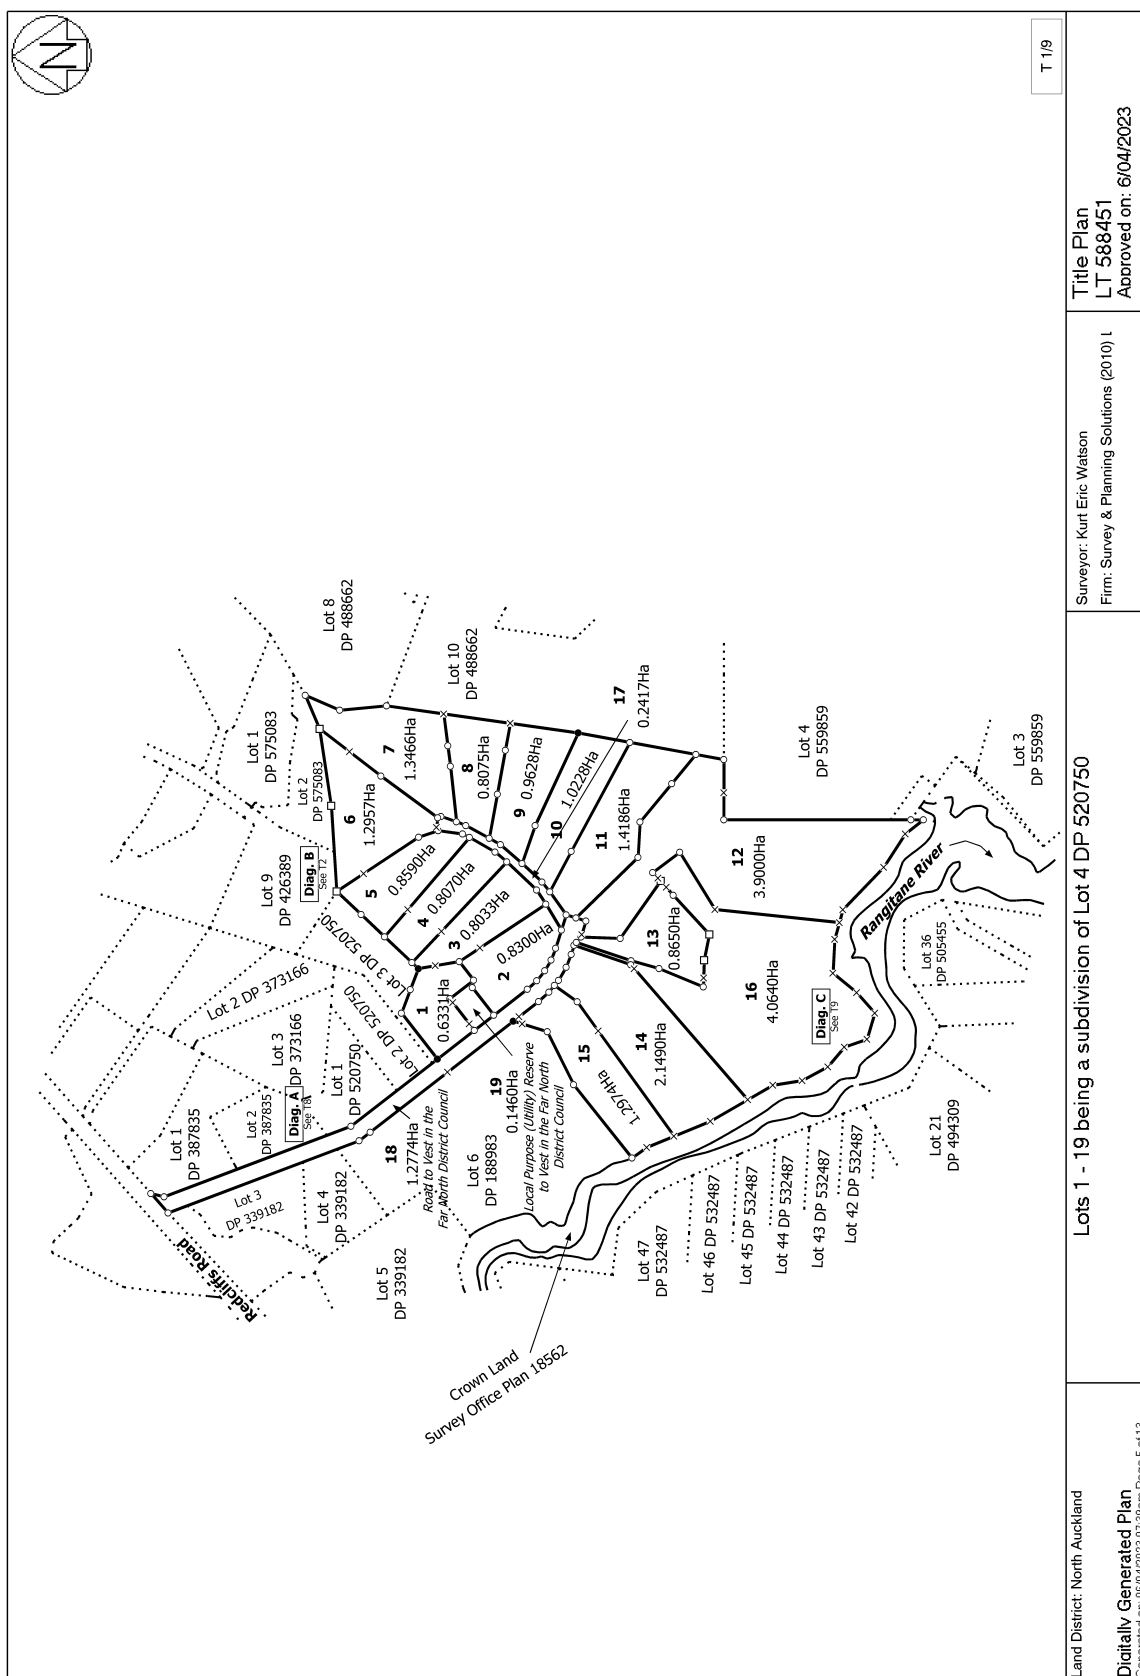 N
T 1/9
Lot 8
DP 488662
Lot 10
DP 488662
Lot 1
DP 575083
Lot 2
DP 575083
Lot 9
DP 426389
Diag. B
See T2
Lot 3 DP 520750
Lot 2 DP 373166
Lot 2 DP 520750
Lot 3
DP 373166
Lot 1
DP 520750
Diag. A
Lot 2
DP 387835
Lot 1
DP 387835
Lot 3
DP 339182
Lot 4
DP 339182
Redcliffs Road
Lot 5
DP 339182
Lot 6
DP 188983
18
1.2774Ha
Road to Vest in the
Far North District Council
19
0.1460Ha
Local Purpose (Utility) Reserve
to Vest in the Far North
District Council
1
0.6331Ha
2
0.8300Ha
3
0.8033Ha
4
0.8070Ha
5
0.8590Ha
6
1.2957Ha
7
1.3466Ha
8
0.8075Ha
9
0.9628Ha
10
1.0228Ha
11
1.4186Ha
17
0.2417Ha
12
3.9000Ha
13
0.8650Ha
14
2.1490Ha
15
1.2974Ha
16
4.0640Ha
Diag. C
See T9
Lot 4
DP 559859
Lot 3
DP 559859
Rangitane River
Lot 36
DP 505455
Lot 21
DP 494309
Lot 42 DP 532487
Lot 43 DP 532487
Lot 44 DP 532487
Lot 45 DP 532487
Lot 46 DP 532487
Lot 47
DP 532487
Crown Land
Survey Office Plan 18562
Land District: North Auckland
Digitally Generated Plan
Lots 1 - 19 being a subdivision of Lot 4 DP 520750
Surveyor: Kurt Eric Watson
Firm: Survey & Planning Solutions (2010) L
Title Plan
LT 588451
Approved on: 6/04/2023